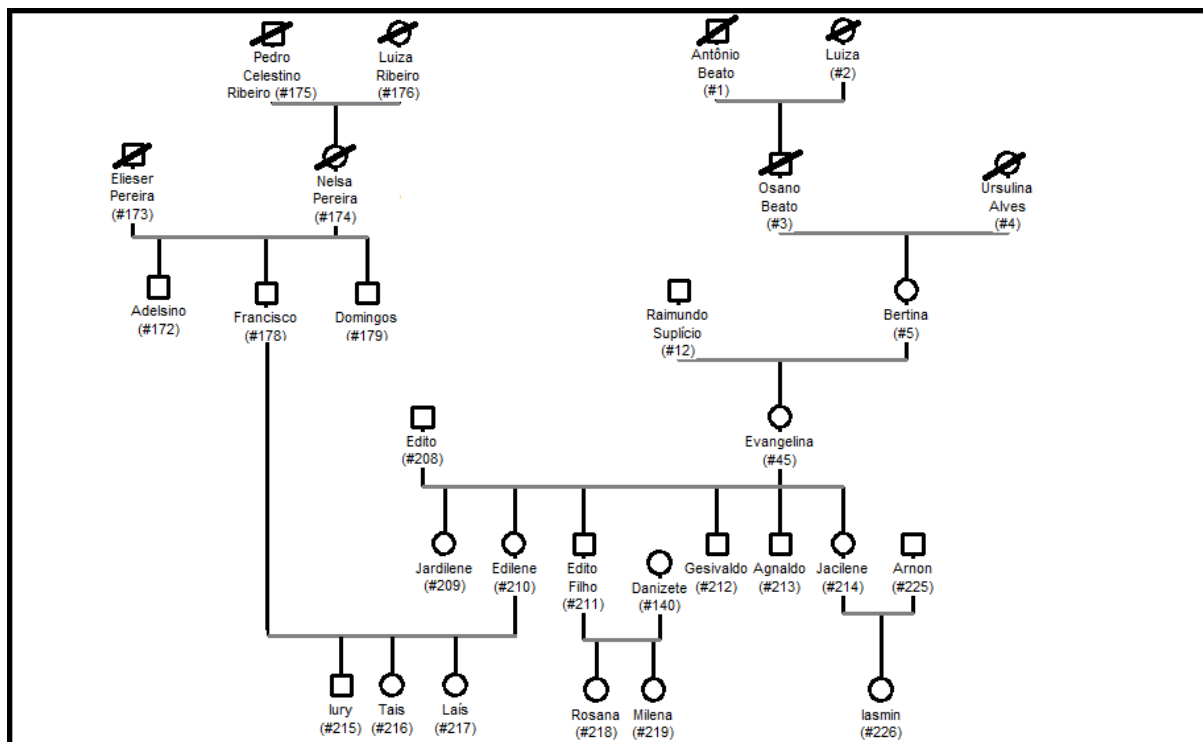 Pedro
Celestino
Ribeiro (#175)
Luiza
Ribeiro
(#176)
Antônio
Beato
(#1)
Luiza
(#2)
Elieser
Pereira
(#173)
Nelsa
Pereira
(#174)
Osano
Beato
(#3)
Ursulina
Alves
(#4)
Adelsino
(#172)
Francisco
(#178)
Domingos
(#179)
Raimundo
Suplício
(#12)
Bertina
(#5)
Edito
(#208)
Evangelina
(#45)
Jardilene
(#209)
Edilene
(#210)
Edito
Filho
(#211)
Danizete
(#140)
Gesivaldo
(#212)
Agnaldo
(#213)
Jacilene
(#214)
Arnon
(#225)
Iury
(#215)
Tais
(#216)
Laís
(#217)
Rosana
(#218)
Milena
(#219)
Iasmin
(#226)